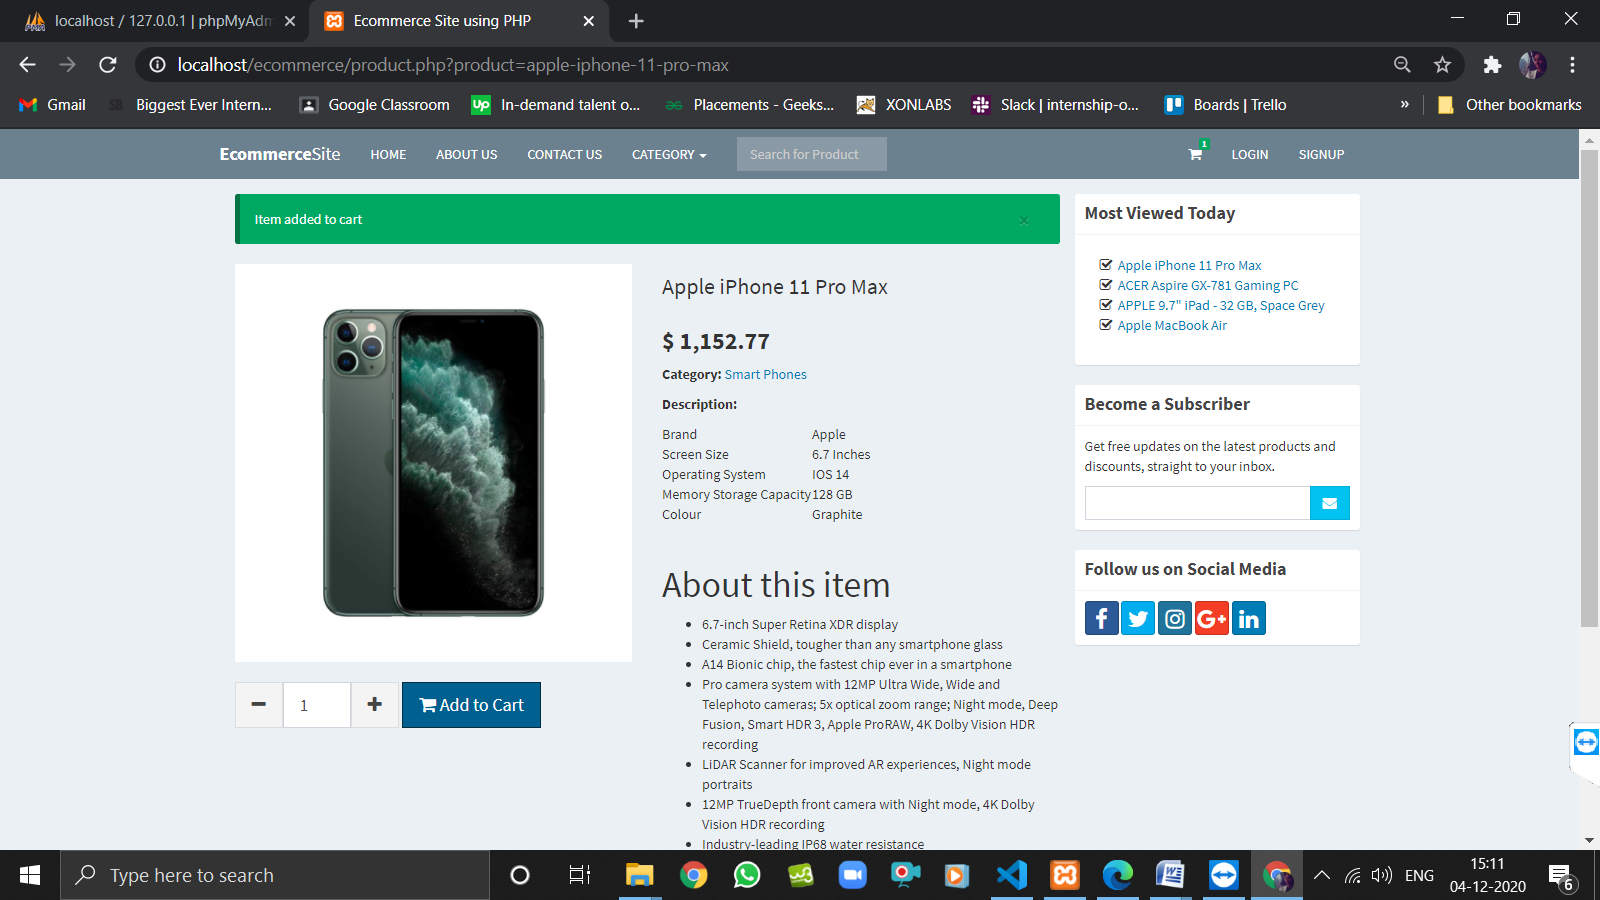 localhost / 127.0.0.1 | phpMyAdm
Ecommerce Site using PHP
localhost/ecommerce/product.php?product=apple-iphone-11-pro-max
Gmail
SB Biggest Ever Intern...
Google Classroom
Up In-demand talent o...
Placements - Geeks...
XONLABS
Slack | internship-o...
Boards | Trello
»
Other bookmarks
EcommerceSite HOME ABOUT US CONTACT US CATEGORY Search for Product 1 LOGIN SIGNUP
Item added to cart ×
Apple iPhone 11 Pro Max
$ 1,152.77
Category: Smart Phones
Description:
Brand Apple
Screen Size 6.7 Inches
Operating System IOS 14
Memory Storage Capacity 128 GB
Colour Graphite
About this item
• 6.7-inch Super Retina XDR display
• Ceramic Shield, tougher than any smartphone glass
• A14 Bionic chip, the fastest chip ever in a smartphone
• Pro camera system with 12MP Ultra Wide, Wide and
Telephoto cameras; 5x optical zoom range; Night mode, Deep
Fusion, Smart HDR 3, Apple ProRAW, 4K Dolby Vision HDR
recording
• LiDAR Scanner for improved AR experiences, Night mode
portraits
• 12MP TrueDepth front camera with Night mode, 4K Dolby
Vision HDR recording
• Industry-leading IP68 water resistance
1
Add to Cart
Most Viewed Today
Apple iPhone 11 Pro Max
ACER Aspire GX-781 Gaming PC
APPLE 9.7" iPad - 32 GB, Space Grey
Apple MacBook Air
Become a Subscriber
Get free updates on the latest products and
discounts, straight to your inbox.
Follow us on Social Media
Type here to search
ENG
15:11
04-12-2020
6